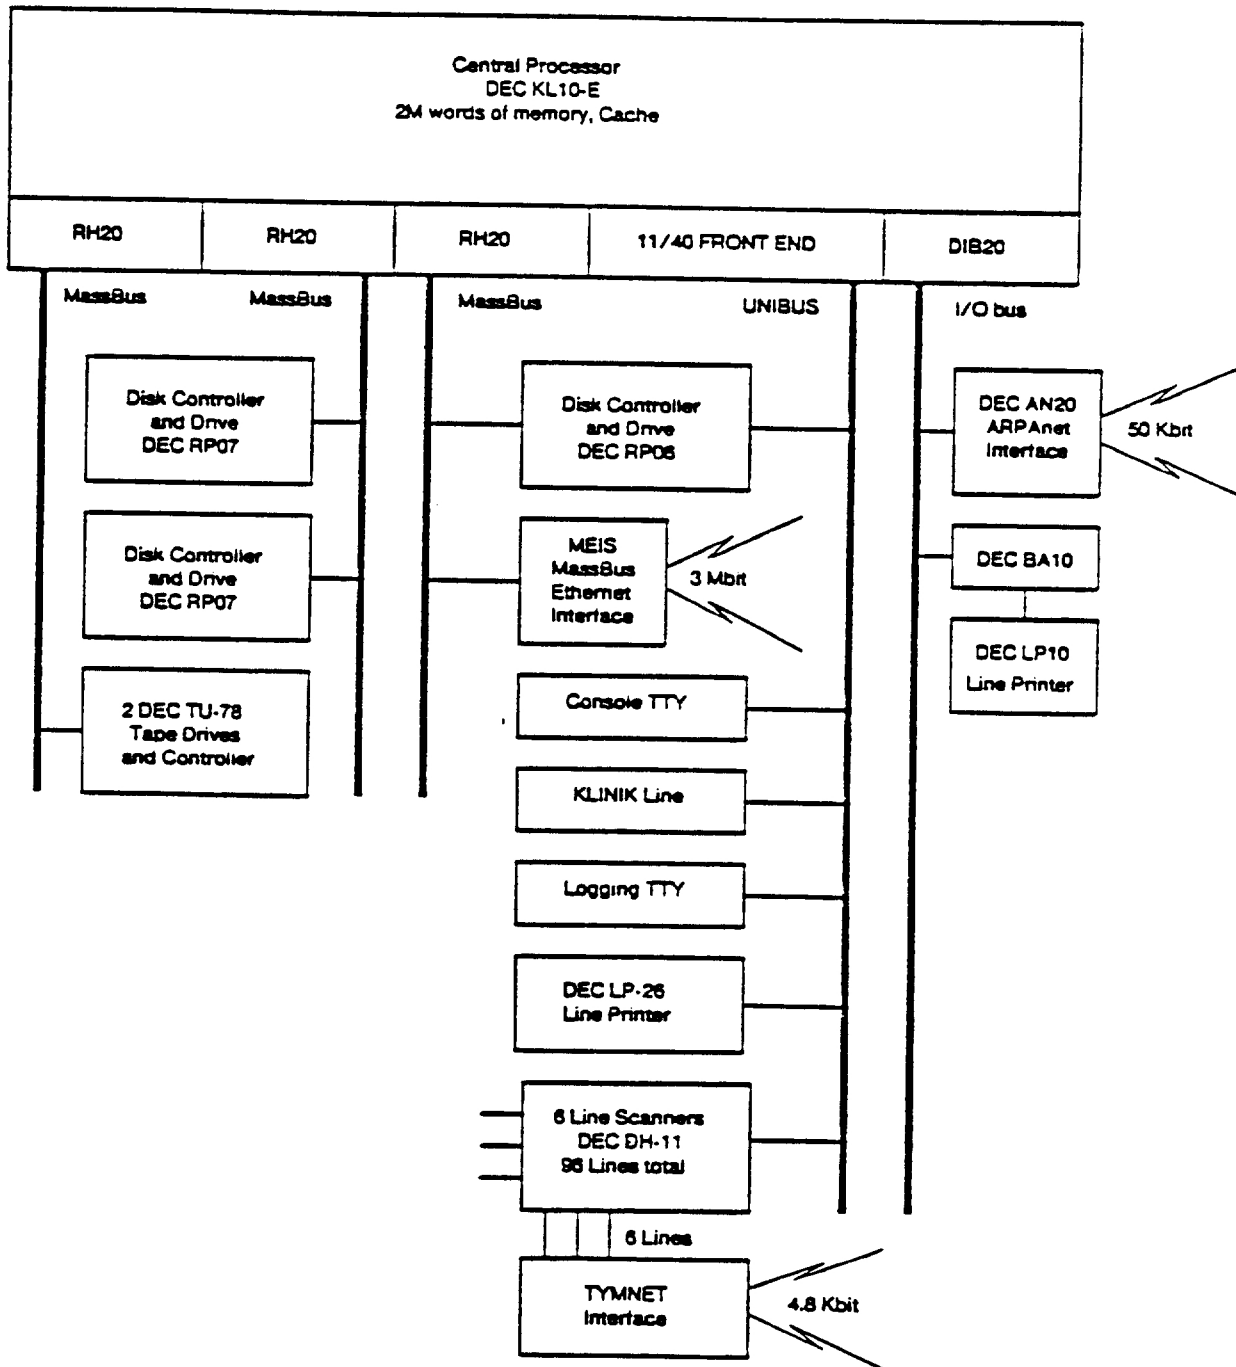 Central Processor
DEC KL10-E
2M words of memory, Cache
RH20
RH20
RH20
11/40 FRONT END
DIB20
MassBus
MassBus
MassBus
UNIBUS
I/O bus
Disk Controller
and Drive
DEC RP07
Disk Controller
and Drive
DEC RP06
DEC AN20
ARPAnet
Interface
50 Kbit
Disk Controller
and Drive
DEC RP07
MEIS
MassBus
Ethernet
Interface
3 Mbit
DEC BA10
DEC LP10
Line Printer
2 DEC TU-78
Tape Drives
and Controller
Console TTY
KLINIK Line
Logging TTY
DEC LP-26
Line Printer
6 Line Scanners
DEC DH-11
96 Lines total
6 Lines
TYMNET
Interface
4.8 Kbit